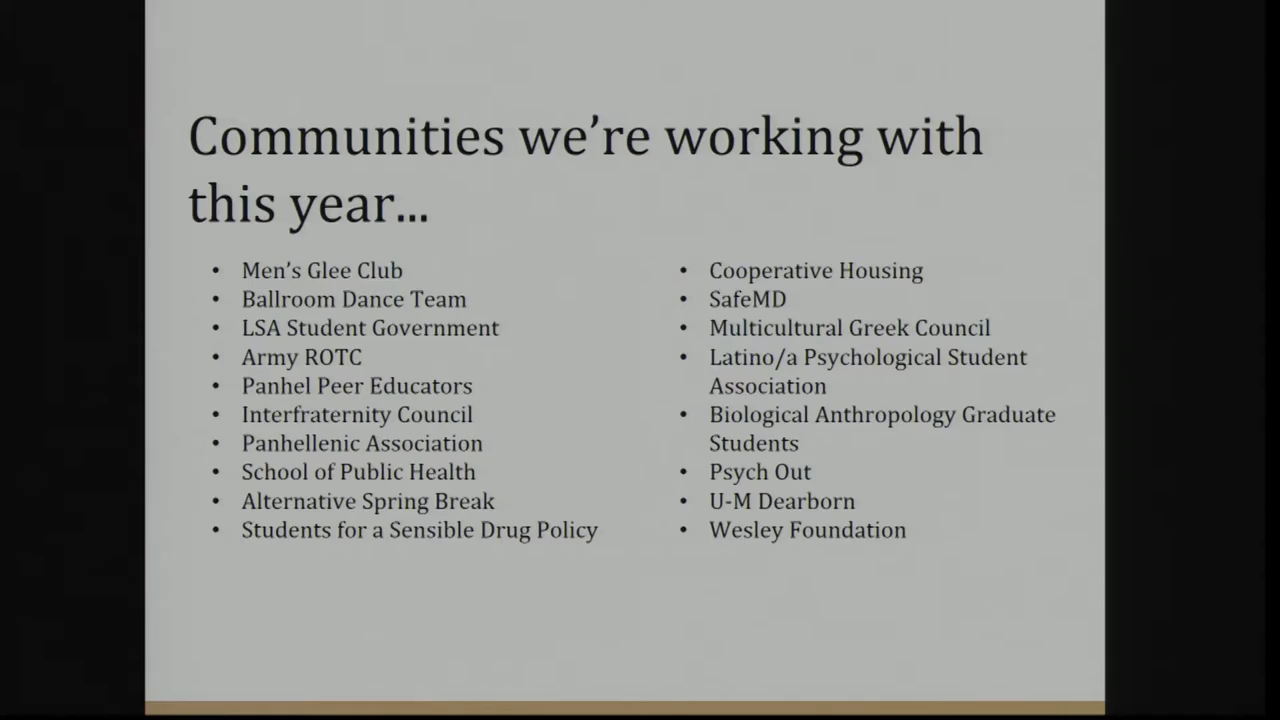 Communities we're working with
this year...
• Men's Glee Club
• Ballroom Dance Team
• LSA Student Government
• Army ROTC
• Panhel Peer Educators
• Interfraternity Council
• Panhellenic Association
• School of Public Health
• Alternative Spring Break
• Students for a Sensible Drug Policy
• Cooperative Housing
• SafeMD
• Multicultural Greek Council
• Latino/a Psychological Student
Association
• Biological Anthropology Graduate
Students
• Psych Out
• U-M Dearborn
• Wesley Foundation